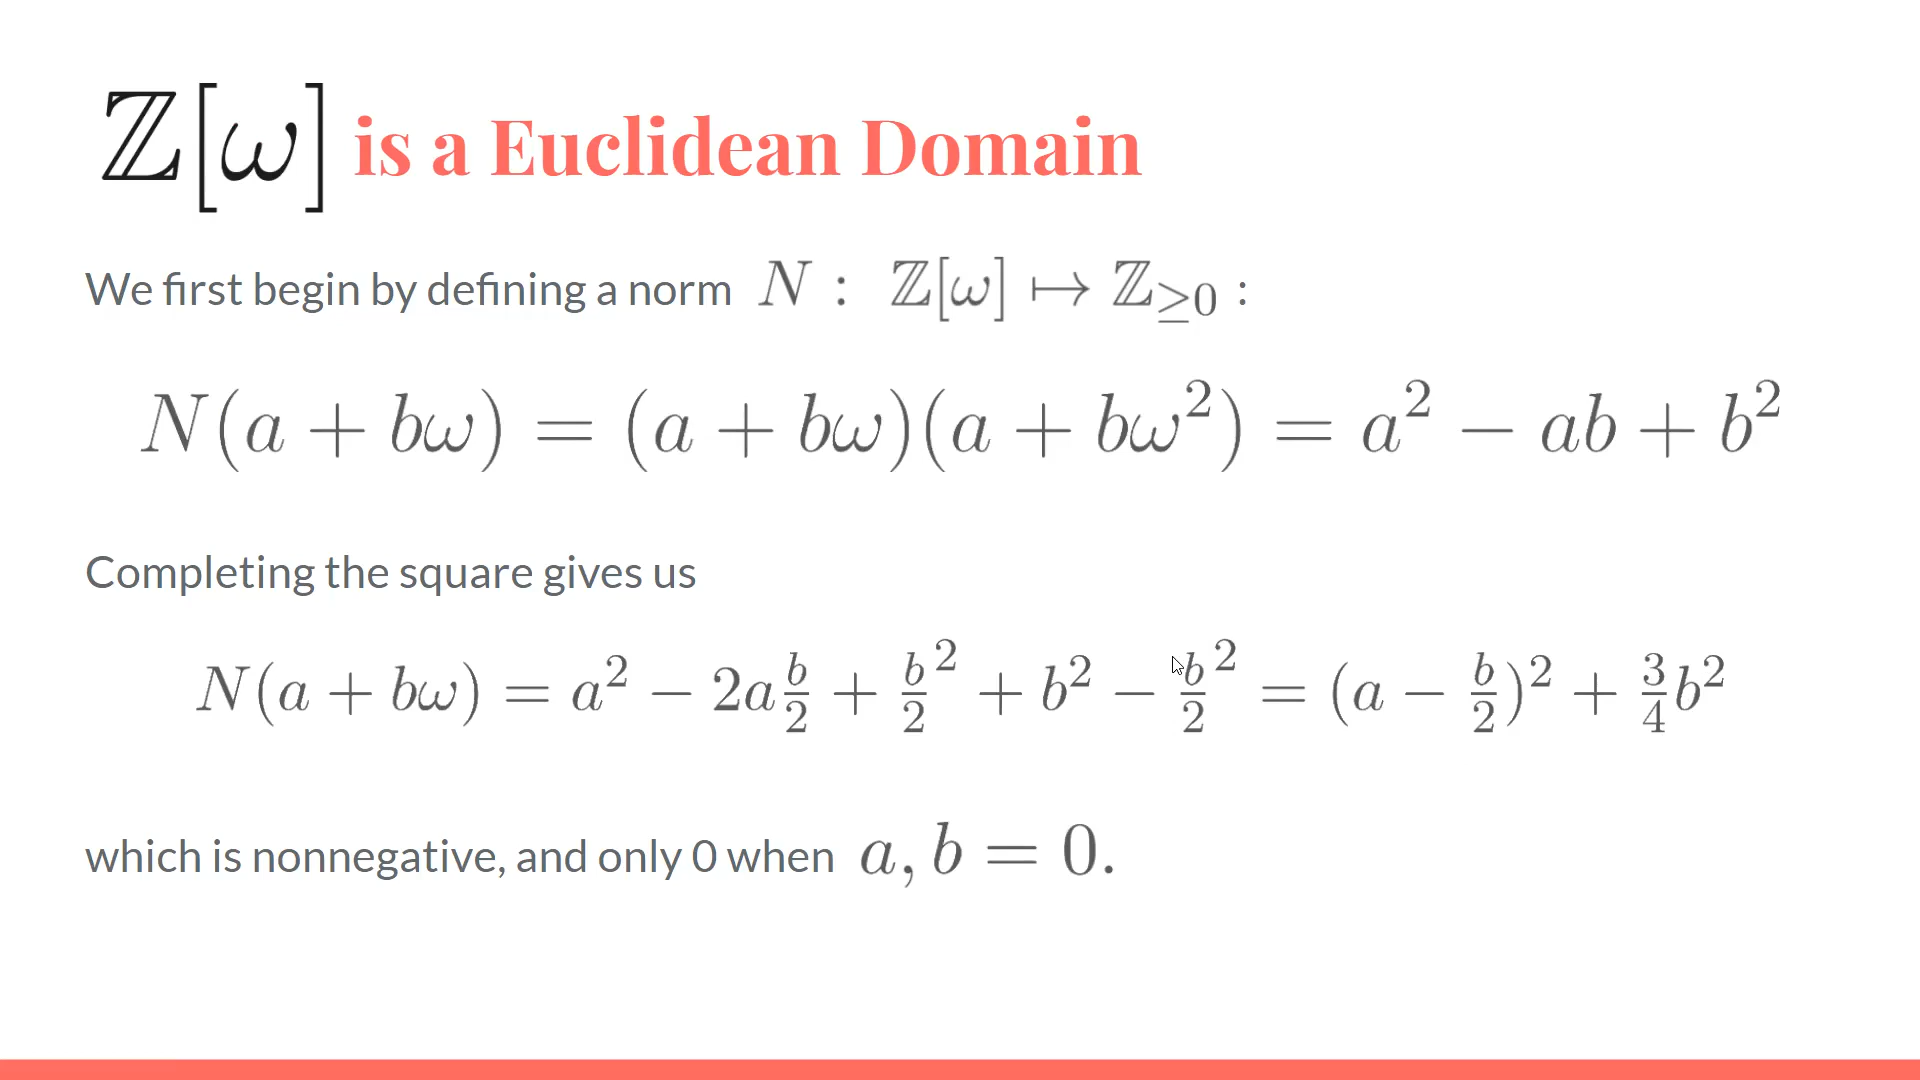 ℤ[ω] is a Euclidean Domain
We first begin by defining a norm N : ℤ[ω] ↦ ℤ≥0 :
N(a + bω) = (a + bω)(a + bω²) = a² − ab + b²
Completing the square gives us
N(a + bω) = a² − 2a b/2 + b/2 ² + b² − b/2 ² = (a − b/2)² + 3/4 b²
which is nonnegative, and only 0 when a, b = 0.